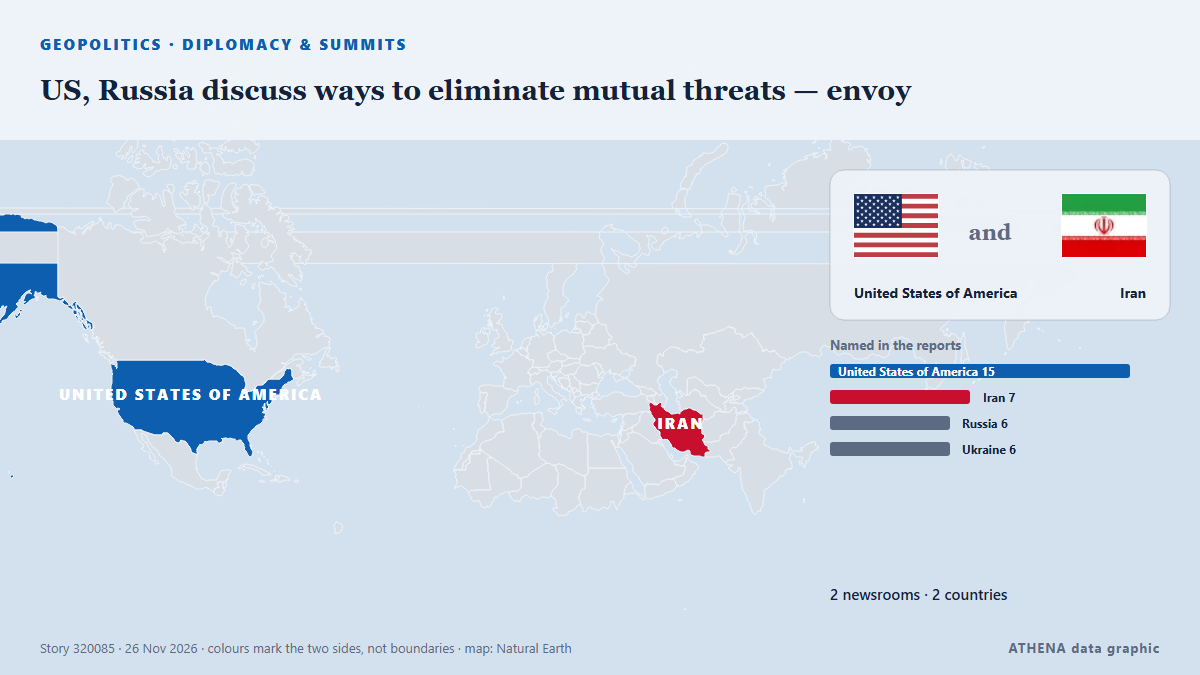 GEOPOLITICS · DIPLOMACY & SUMMITS
US, Russia discuss ways to eliminate mutual threats — envoy
and
United States of America
Iran
UNITED STATES OF AMERICA
IRAN
Named in the reports
United States of America 15
Iran 7
Russia 6
Ukraine 6
2 newsrooms · 2 countries
Story 320085 · 26 Nov 2026 · colours mark the two sides, not boundaries · map: Natural Earth
ATHENA data graphic